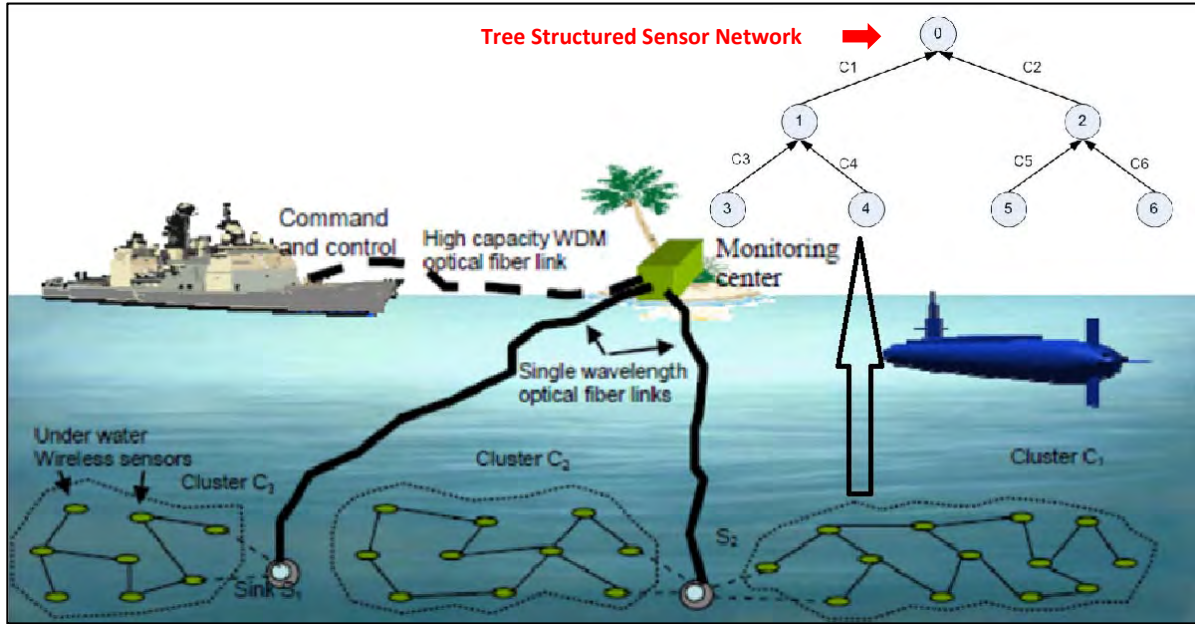 Tree Structured Sensor Network
0
C1
C2
1
2
C3
C4
C5
C6
3
4
5
6
Command
and control
High capacity WDM
optical fiber link
Monitoring
center
Single wavelength
optical fiber links
Under water
Wireless sensors
Cluster C3
Cluster C2
Cluster C1
S2
Sink S1